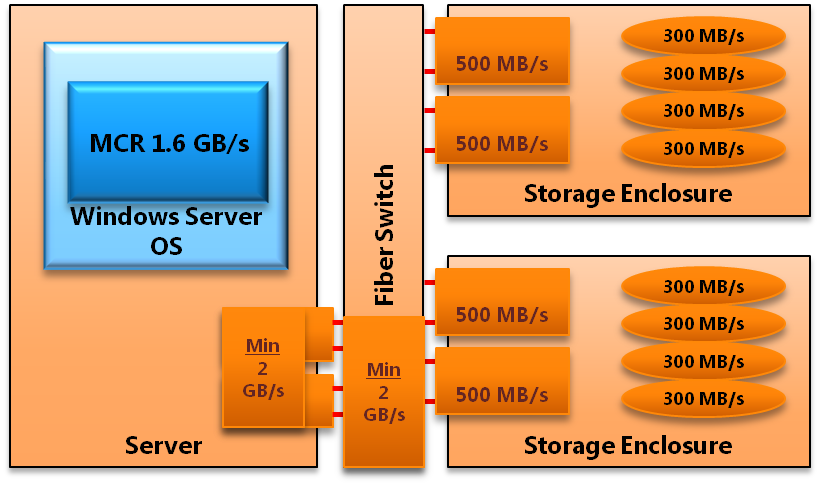 MCR 1.6 GB/s
Windows Server
OS
Min
2
GB/s
Server
Fiber Switch
Min
2
GB/s
500 MB/s
500 MB/s
300 MB/s
300 MB/s
300 MB/s
300 MB/s
Storage Enclosure
500 MB/s
500 MB/s
300 MB/s
300 MB/s
300 MB/s
300 MB/s
Storage Enclosure